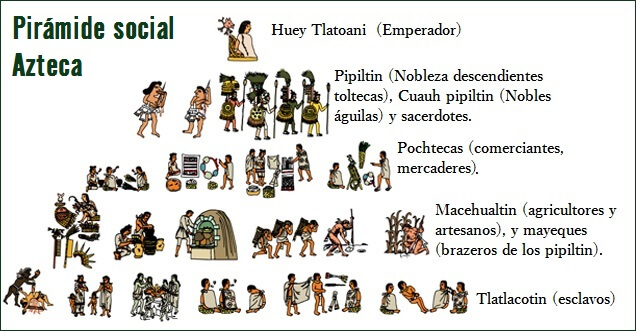 Pirámide social
Azteca
Huey Tlatoani (Emperador)
Pipiltin (Nobleza descendientes
toltecas), Cuauh pipiltin (Nobles
águilas) y sacerdotes.
Pochtecas (comerciantes,
mercaderes).
Macehualtin (agricultores y
artesanos), y mayeques
(brazeros de los pipiltin).
Tlatlacotin (esclavos)